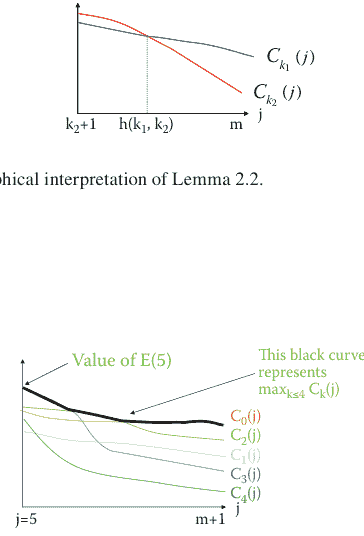 C_{k_1} (j)
C_{k_2} (j)
k₂+1 h(k₁, k₂) m j
phical interpretation of Lemma 2.2.
Value of E(5)
This black curve
represents
max_{k≤4} C_k(j)
C₀(j)
C₂(j)
C₁(j)
C₃(j)
C₄(j)
j=5 m+1 j